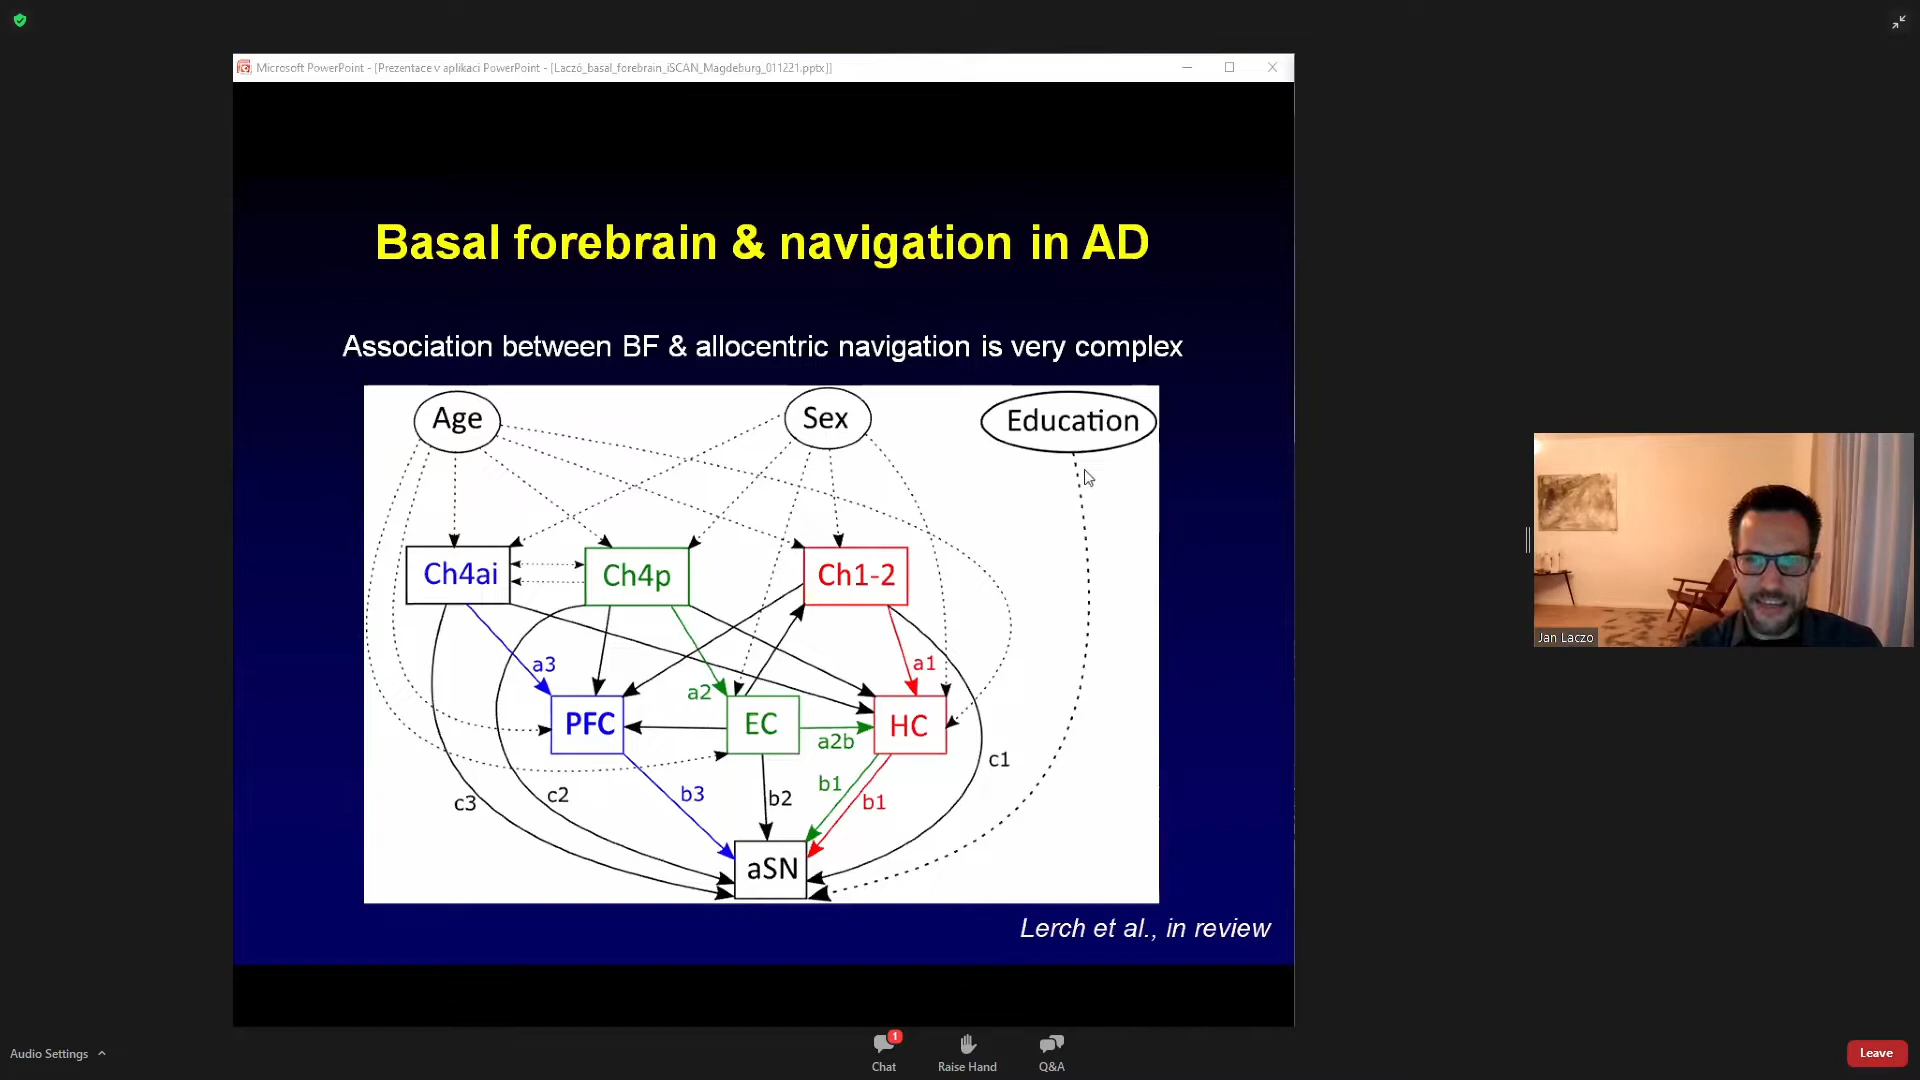 Microsoft PowerPoint - [Prezentace v aplikaci PowerPoint - [Laczó_basal_forebrain_iSCAN_Magdeburg_011221.pptx]]
Basal forebrain & navigation in AD
Association between BF & allocentric navigation is very complex
Age
Sex
Education
Ch4ai
Ch4p
Ch1-2
a3
a2
a1
PFC
EC
HC
a2b
c3
c2
b3
b2
b1
b1
c1
aSN
Lerch et al., in review
Jan Laczo
Audio Settings
1
Chat
Raise Hand
Q&A
Leave